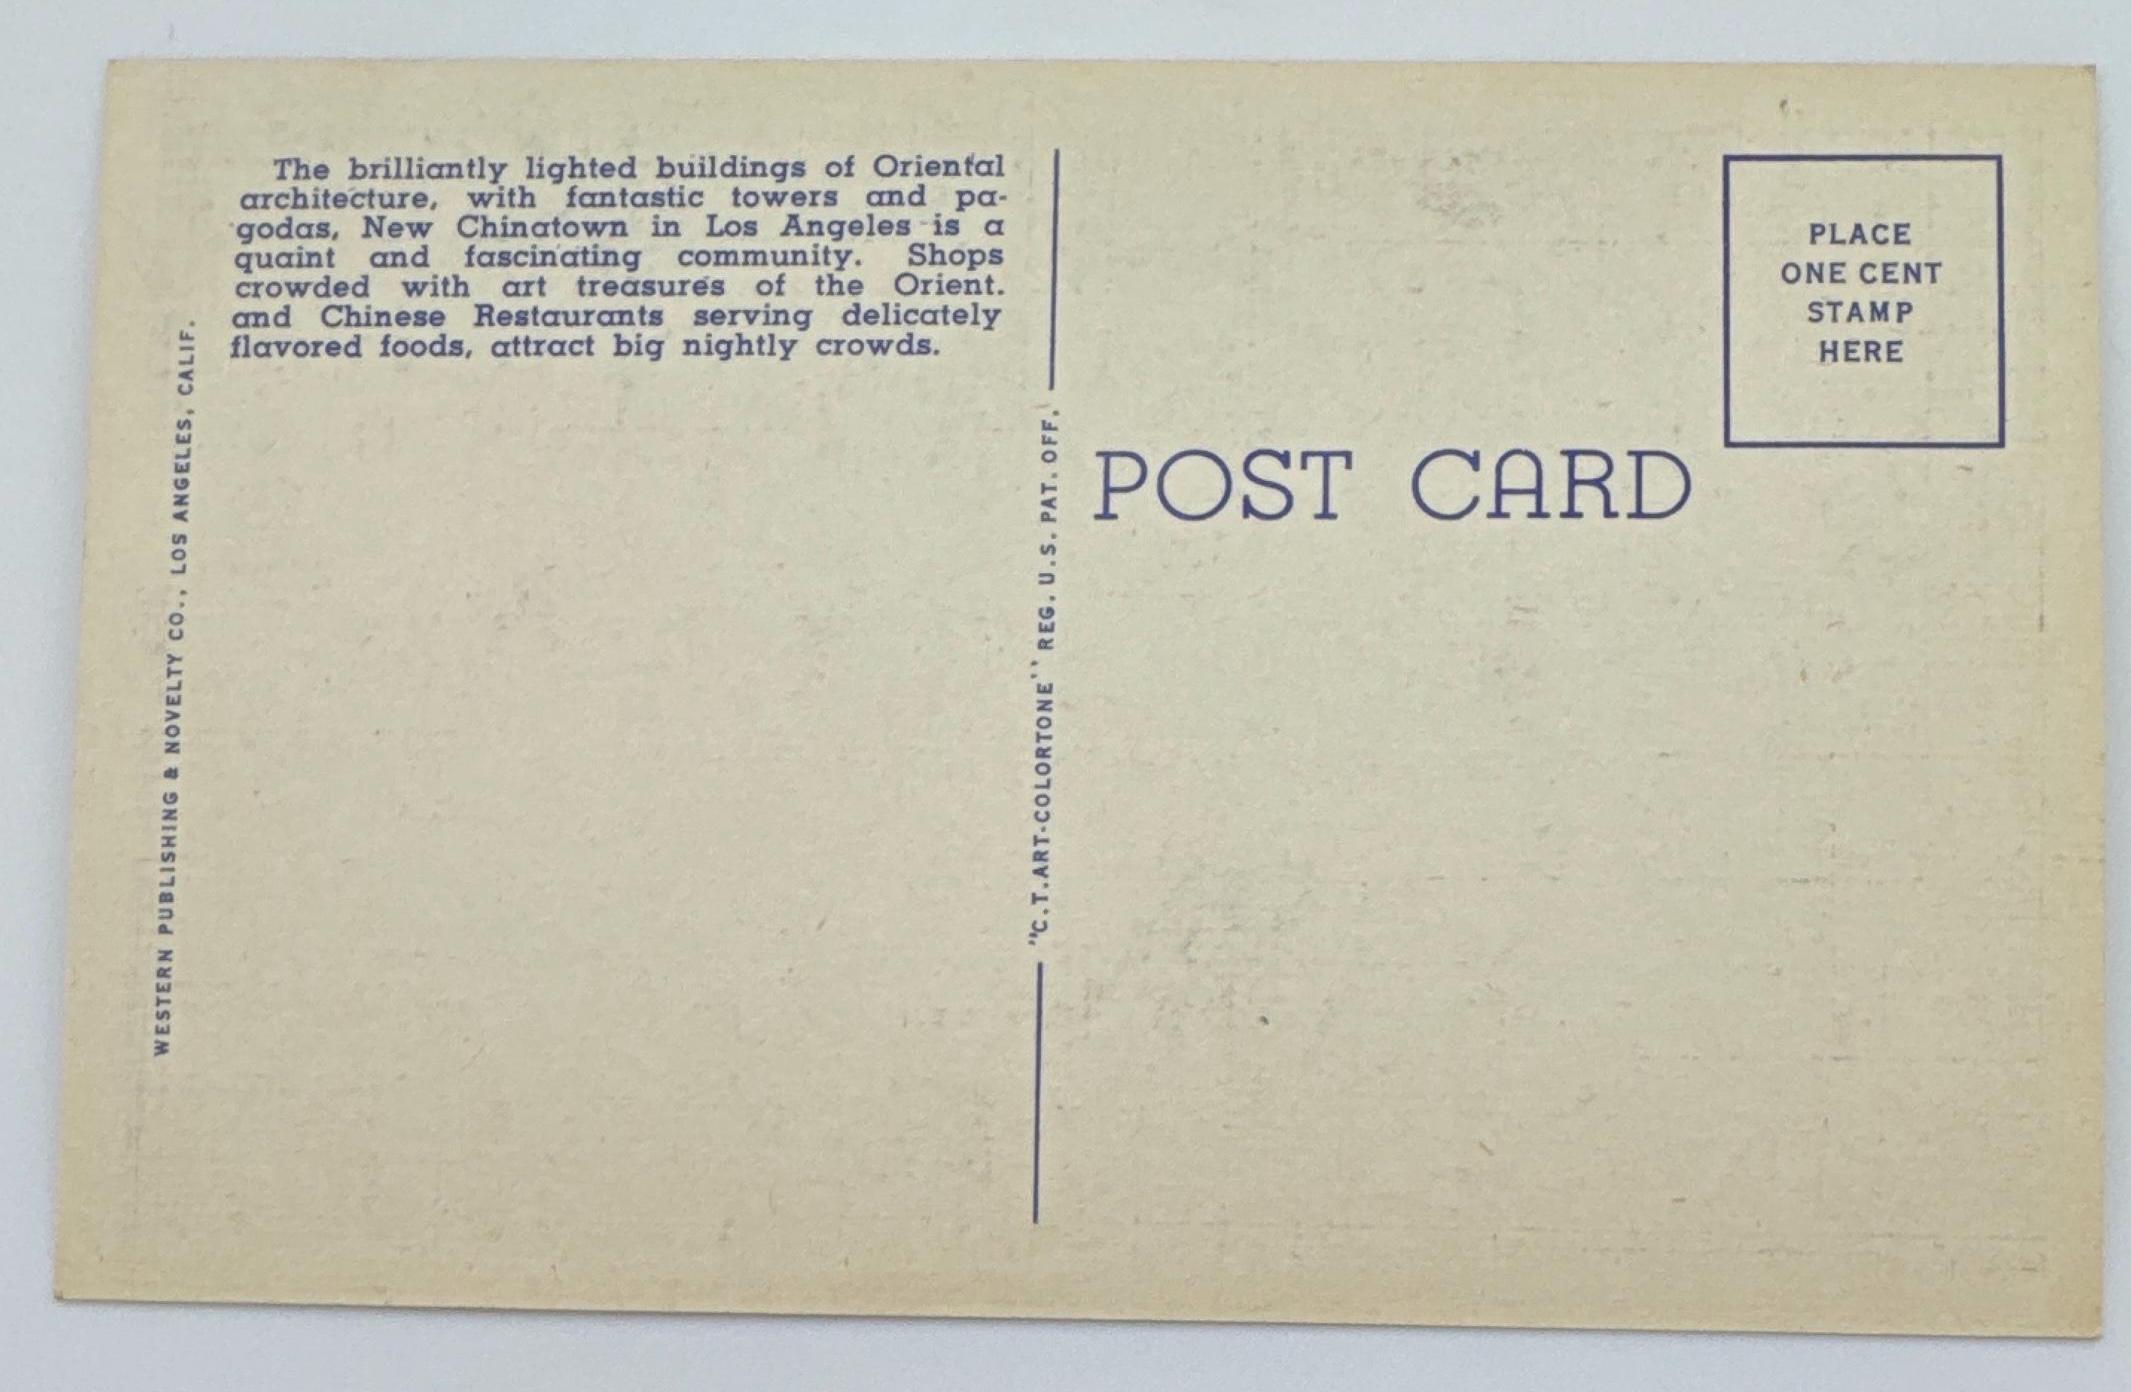 The brilliantly lighted buildings of Oriental
architecture, with fantastic towers and pa-
godas, New Chinatown in Los Angeles is a
quaint and fascinating community. Shops
crowded with art treasures of the Orient.
and Chinese Restaurants serving delicately
flavored foods, attract big nightly crowds.
WESTERN PUBLISHING & NOVELTY CO., LOS ANGELES, CALIF.
"C.T.ART-COLORTONE" REG. U.S. PAT. OFF.
POST CARD
PLACE
ONE CENT
STAMP
HERE